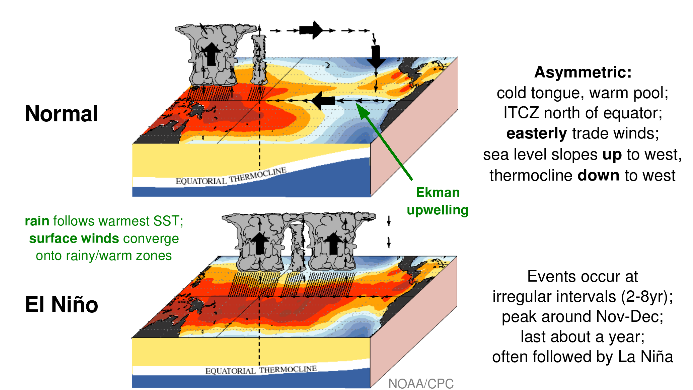 Normal
EQUATORIAL THERMOCLINE
Asymmetric:
cold tongue, warm pool;
ITCZ north of equator;
easterly trade winds;
sea level slopes up to west,
thermocline down to west
Ekman
upwelling
rain follows warmest SST;
surface winds converge
onto rainy/warm zones
El Niño
EQUATORIAL THERMOCLINE
NOAA/CPC
Events occur at
irregular intervals (2-8yr);
peak around Nov-Dec;
last about a year;
often followed by La Niña